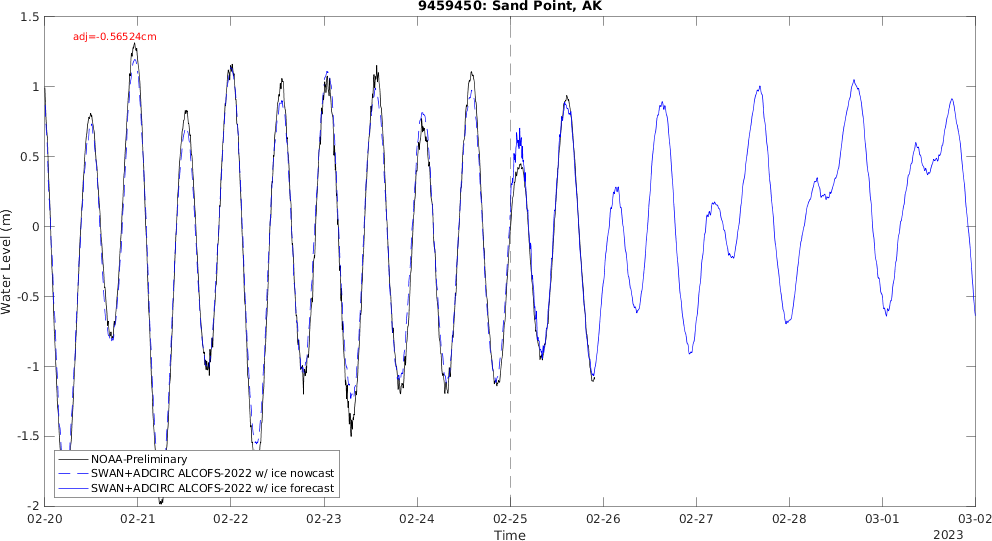 9459450: Sand Point, AK
adj=-0.56524cm
1.5
1
0.5
0
-0.5
-1
-1.5
-2
Water Level (m)
NOAA-Preliminary
SWAN+ADCIRC ALCOFS-2022 w/ ice nowcast
SWAN+ADCIRC ALCOFS-2022 w/ ice forecast
02-20 02-21 02-22 02-23 02-24 02-25 02-26 02-27 02-28 03-01 03-02
Time
2023